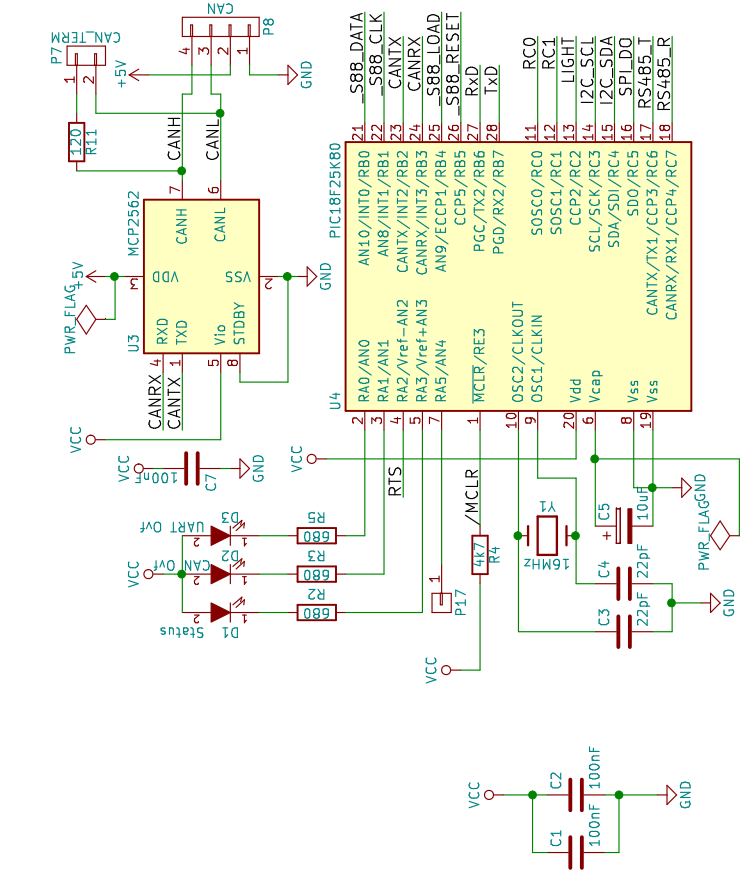 CAN
P8
4
3
2
1
+5V
GND
P7
CAN_TERM
1
2
120
R11
CANH
CANL
7
6
MCP2562
U3
CANH
CANL
VDD
3
VSS
2
+5V
PWR_FLAG
GND
RXD
TXD
Vio
STDBY
4
1
5
8
CANRX
CANTX
VCC
VCC
100nF
C7
GND
_S88_DATA
_S88_CLK
CANTX
CANRX
_S88_LOAD
_S88_RESET
RxD
TxD
RC0
RC1
LIGHT
I2C_SCL
I2C_SDA
SPI_DO
RS485_T
RS485_R
21
22
23
24
25
26
27
28
11
12
13
14
15
16
17
18
PIC18F25K80
U4
AN10/INT0/RB0
AN8/INT1/RB1
CANTX/INT2/RB2
CANRX/INT3/RB3
AN9/ECCP1/RB4
CCP5/RB5
PGC/TX2/RB6
PGD/RX2/RB7
SOSCO/RC0
SOSC1/RC1
CCP2/RC2
SCL/SCK/RC3
SDA/SDI/RC4
SDO/RC5
CANTX/TX1/CCP3/RC6
CANRX/RX1/CCP4/RC7
RA0/AN0
RA1/AN1
RA2/Vref-AN2
RA3/Vref+AN3
RA5/AN4
MCLR/RE3
OSC2/CLKOUT
OSC1/CLKIN
Vdd
Vcap
Vss
Vss
2
3
4
5
7
1
10
9
20
6
8
19
VCC
RTS
/MCLR
UART Ovf
D3
2
1
R5
680
CAN Ovf
D2
2
1
R3
680
VCC
Status
D1
2
1
R2
680
1
P17
4k7
R4
VCC
Y1
16MHz
C5
10uF
GND
PWR_FLAG
C4
22pF
C3
22pF
GND
VCC
C2
100nF
C1
100nF
GND